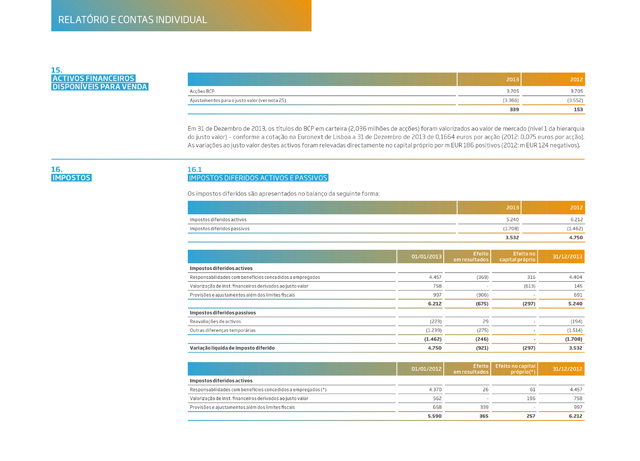 RELATÓRIO E CONTAS INDIVIDUAL
15.
ACTIVOS FINANCEIROS
DISPONÍVEIS PARA VENDA
2013 2012
Acções BCP 3.705 3.705
Ajustamentos para o justo valor (ver nota 25) (3.366) (3.552)
339 153
Em 31 de Dezembro de 2013, os títulos do BCP em carteira (2,036 milhões de acções) foram valorizados ao valor de mercado (nível 1 da hierarquia
do justo valor) – conforme a cotação na Euronext de Lisboa a 31 de Dezembro de 2013 de 0,1664 euros por acção (2012: 0,075 euros por acção).
As variações ao justo valor destes activos foram relevadas directamente no capital próprio por m EUR 186 positivos (2012: m EUR 124 negativos).
16.
IMPOSTOS
16.1
IMPOSTOS DIFERIDOS ACTIVOS E PASSIVOS
Os impostos diferidos são apresentados no balanço da seguinte forma:
2013 2012
Impostos diferidos activos 5.240 6.212
Impostos diferidos passivos (1.708) (1.462)
3.532 4.750
01/01/2013 Efeito em resultados Efeito no capital próprio 31/12/2013
Impostos diferidos activos
Responsabilidades com benefícios concedidos a empregados 4.457 (369) 316 4.404
Valorização de inst. financeiros derivados ao justo valor 758 - (613) 145
Provisões e ajustamentos além dos limites fiscais 997 (306) - 691
6.212 (675) (297) 5.240
Impostos diferidos passivos
Reavaliações de activos (223) 29 - (194)
Outras diferenças temporárias (1.239) (275) - (1.514)
(1.462) (246) - (1.708)
Variação líquida de imposto diferido 4.750 (921) (297) 3.532
01/01/2012 Efeito em resultados Efeito no capital próprio(*) 31/12/2012
Impostos diferidos activos
Responsabilidades com benefícios concedidos a empregados (*) 4.370 26 61 4.457
Valorização de inst. financeiros derivados ao justo valor 562 - 196 758
Provisões e ajustamentos além dos limites fiscais 658 339 - 997
5.590 365 257 6.212